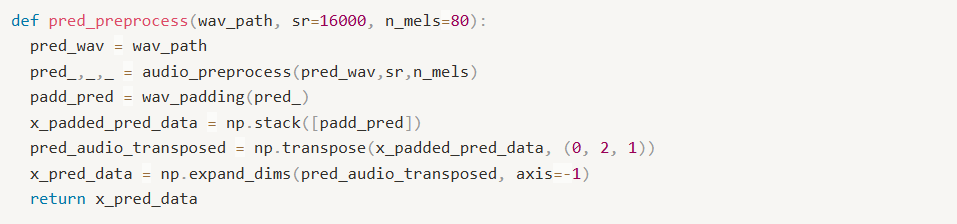 def pred_preprocess(wav_path, sr=16000, n_mels=80):
  pred_wav = wav_path
  pred_,_,_ = audio_preprocess(pred_wav,sr,n_mels)
  padd_pred = wav_padding(pred_)
  x_padded_pred_data = np.stack([padd_pred])
  pred_audio_transposed = np.transpose(x_padded_pred_data, (0, 2, 1))
  x_pred_data = np.expand_dims(pred_audio_transposed, axis=-1)
  return x_pred_data